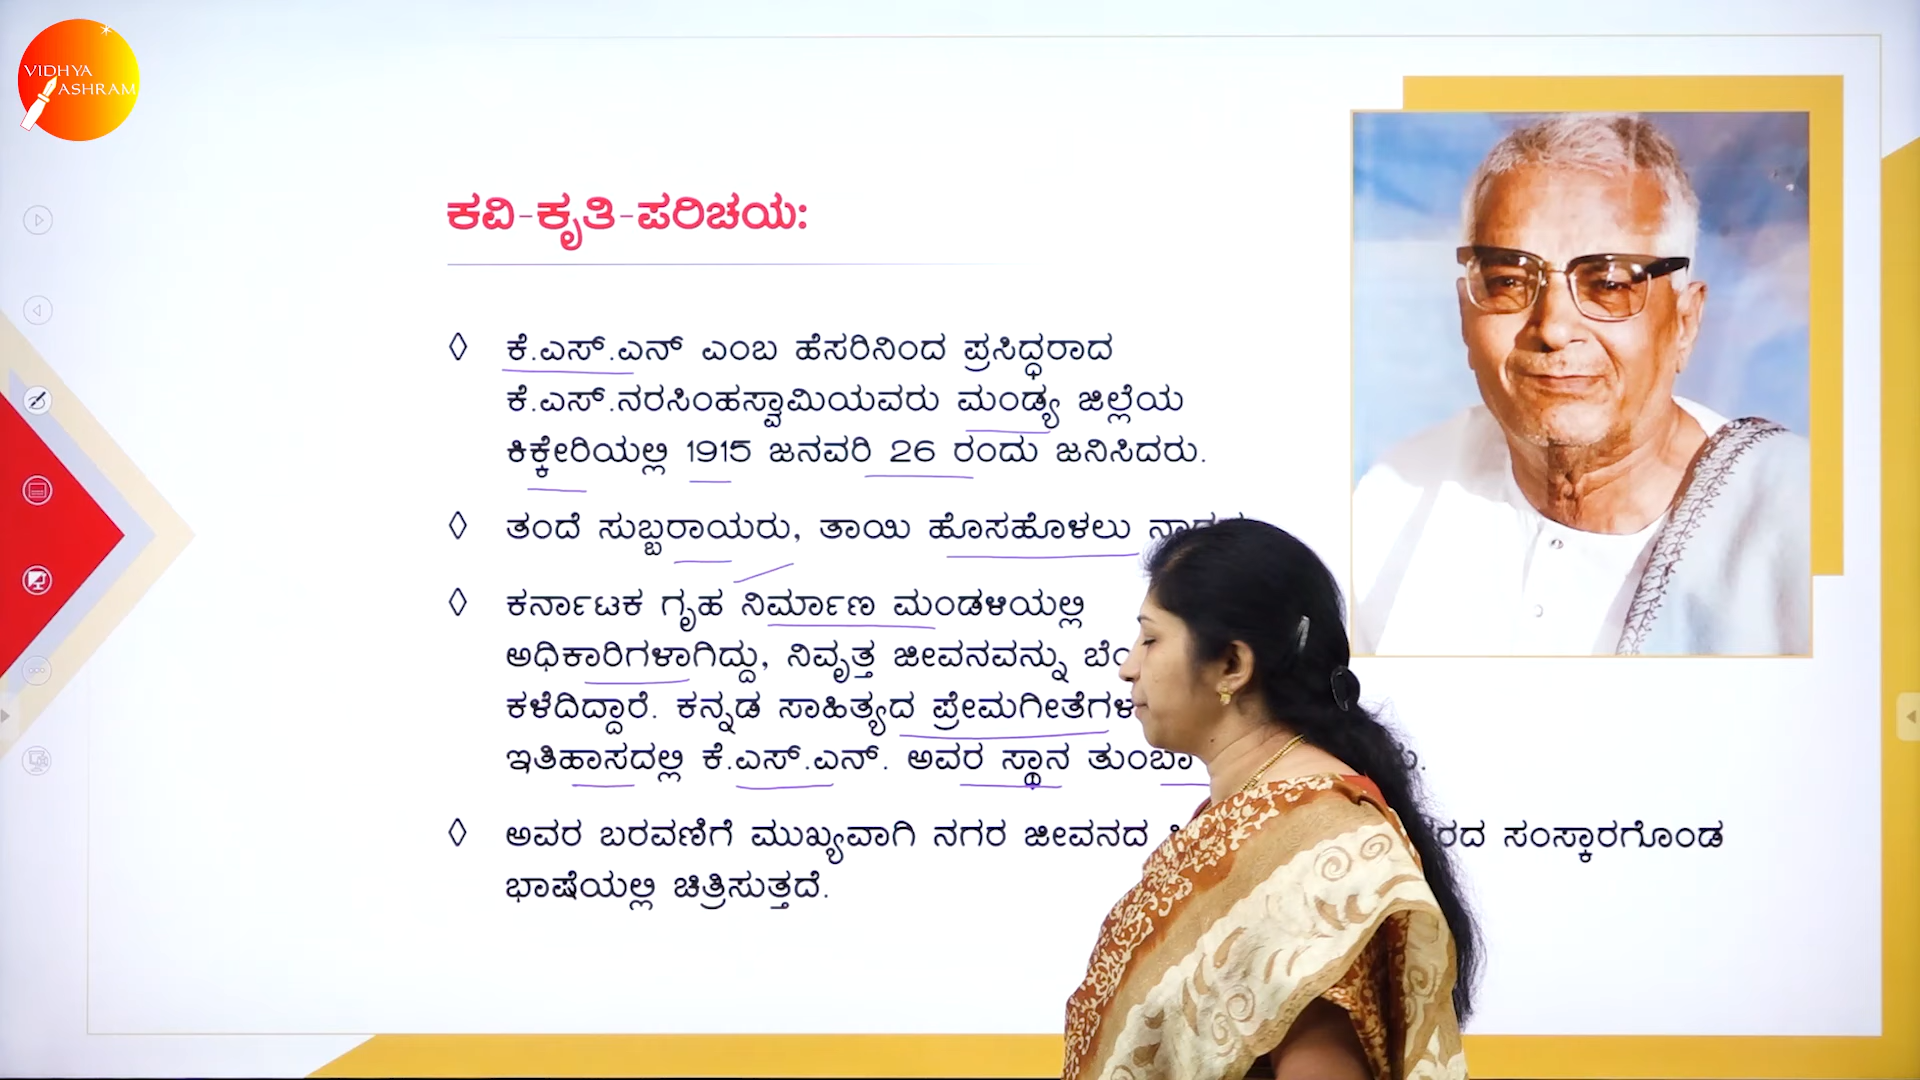 VIDHYA
ASHRAM
ಕವಿ-ಕೃತಿ-ಪರಿಚಯ:
◊ ಕೆ.ಎಸ್.ಎನ್ ಎಂಬ ಹೆಸರಿನಿಂದ ಪ್ರಸಿದ್ಧರಾದ
ಕೆ.ಎಸ್.ನರಸಿಂಹಸ್ವಾಮಿಯವರು ಮಂಡ್ಯ ಜಿಲ್ಲೆಯ
ಕಿಕ್ಕೇರಿಯಲ್ಲಿ 1915 ಜನವರಿ 26 ರಂದು ಜನಿಸಿದರು.
◊ ತಂದೆ ಸುಬ್ಬರಾಯರು, ತಾಯಿ ಹೊಸಹೊಳಲು
◊ ಕರ್ನಾಟಕ ಗೃಹ ನಿರ್ಮಾಣ ಮಂಡಳಿಯಲ್ಲಿ
ಅಧಿಕಾರಿಗಳಾಗಿದ್ದು, ನಿವೃತ್ತ ಜೀವನವನ್ನು
ಕಳೆದಿದ್ದಾರೆ. ಕನ್ನಡ ಸಾಹಿತ್ಯದ ಪ್ರೇಮಗೀತೆಗಳ
ಇತಿಹಾಸದಲ್ಲಿ ಕೆ.ಎಸ್.ಎನ್. ಅವರ ಸ್ಥಾನ ತುಂಬಾ
◊ ಅವರ ಬರವಣಿಗೆ ಮುಖ್ಯವಾಗಿ ನಗರ ಜೀವನದ ಸಂಸ್ಕಾರಗೊಂಡ
ಭಾಷೆಯಲ್ಲಿ ಚಿತ್ರಿಸುತ್ತದೆ.